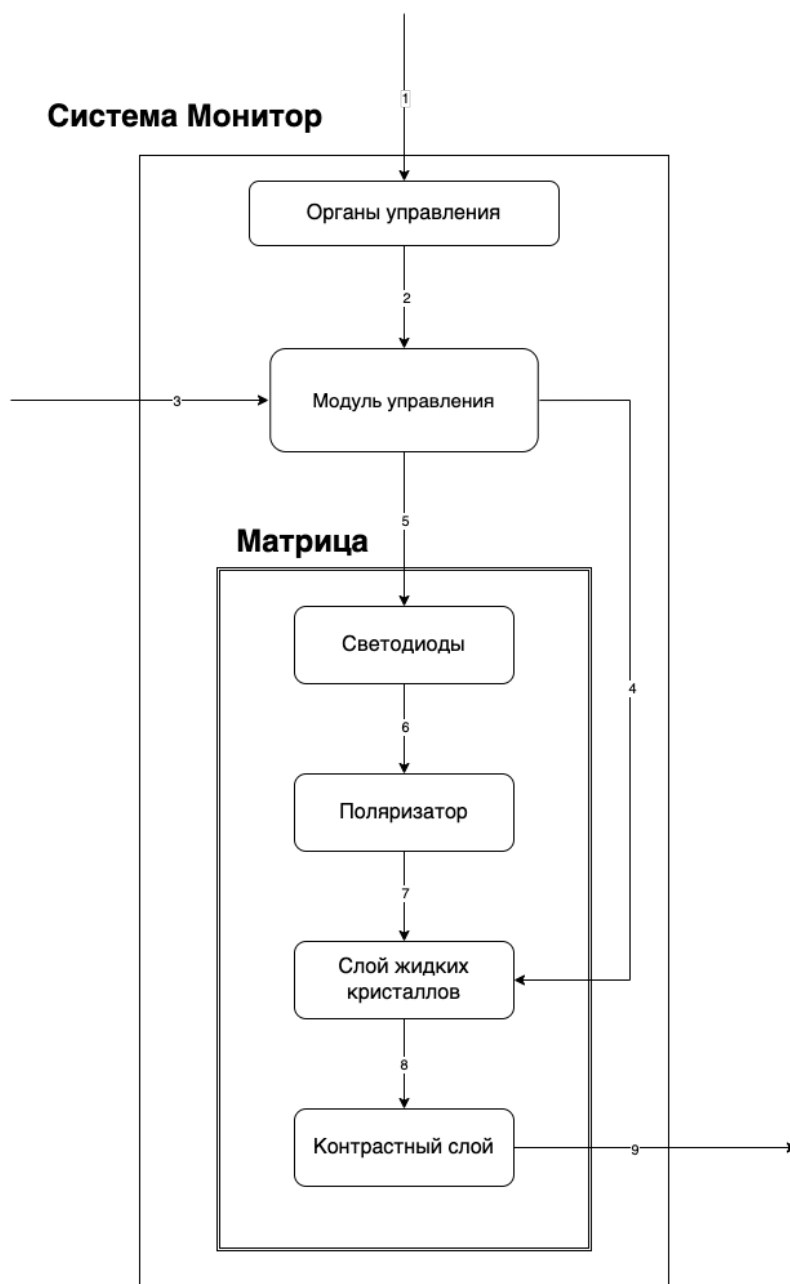 1
Система Монитор
Органы управления
2
Модуль управления
3
5
Матрица
Светодиоды
4
6
Поляризатор
7
Слой жидких
кристаллов
8
Контрастный слой
9